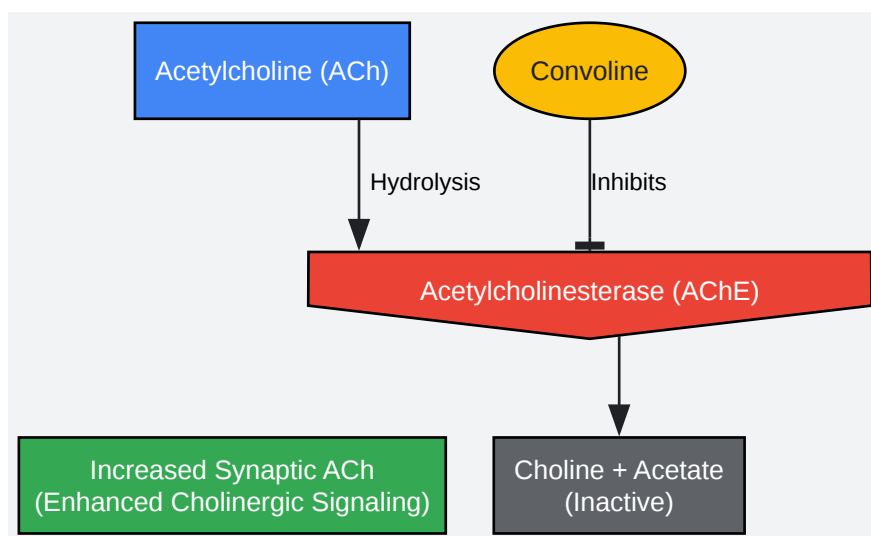 Acetylcholine (ACh)
Convoline
Hydrolysis
Inhibits
Acetylcholinesterase (AChE)
Increased Synaptic ACh
(Enhanced Cholinergic Signaling)
Choline + Acetate
(Inactive)